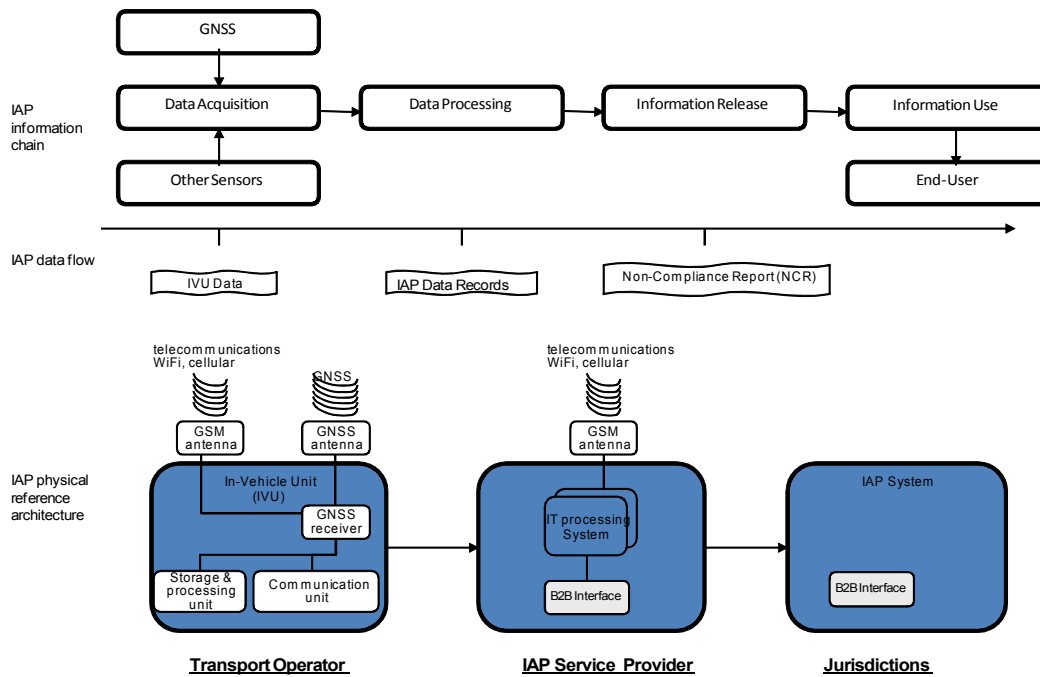 GNSS
IAP
information
chain
Data Acquisition
Data Processing
Information Release
Information Use
Other Sensors
End-User
IAP data flow
IVU Data
IAP Data Records
Non-Compliance Report (NCR)
telecommunications
WiFi, cellular
GNSS
telecommunications
WiFi, cellular
GSM
antenna
GNSS
antenna
GSM
antenna
IAP physical
reference
architecture
In-Vehicle Unit
(IVU)
GNSS
receiver
Storage &
processing
unit
Communication
unit
IT processing
System
B2B Interface
IAP System
B2B Interface
Transport Operator
IAP Service Provider
Jurisdictions